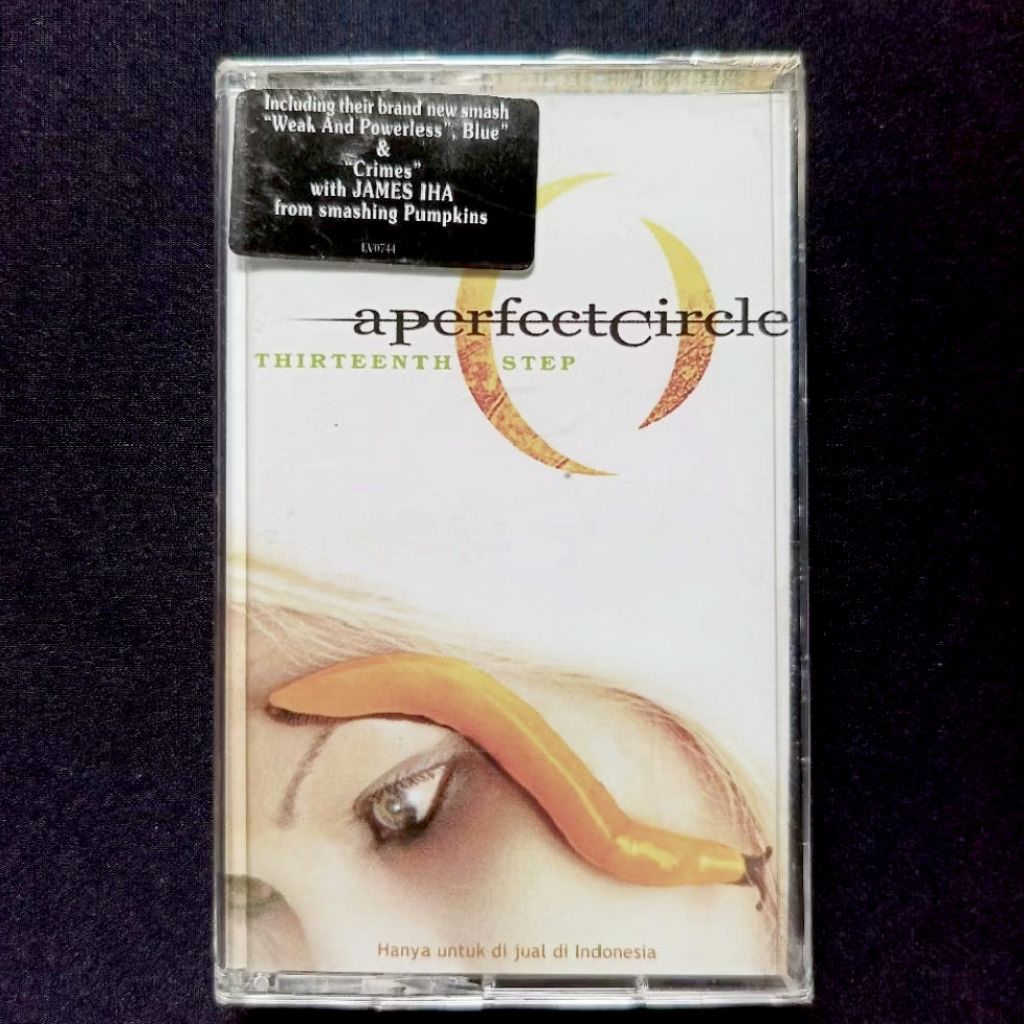 Including their brand new smash
"Weak And Powerless", Blue"
&
"Crimes"
with JAMES IHA
from smashing Pumpkins
LV0744
aperfectcircle
THIRTEENTH STEP
Hanya untuk di jual di Indonesia